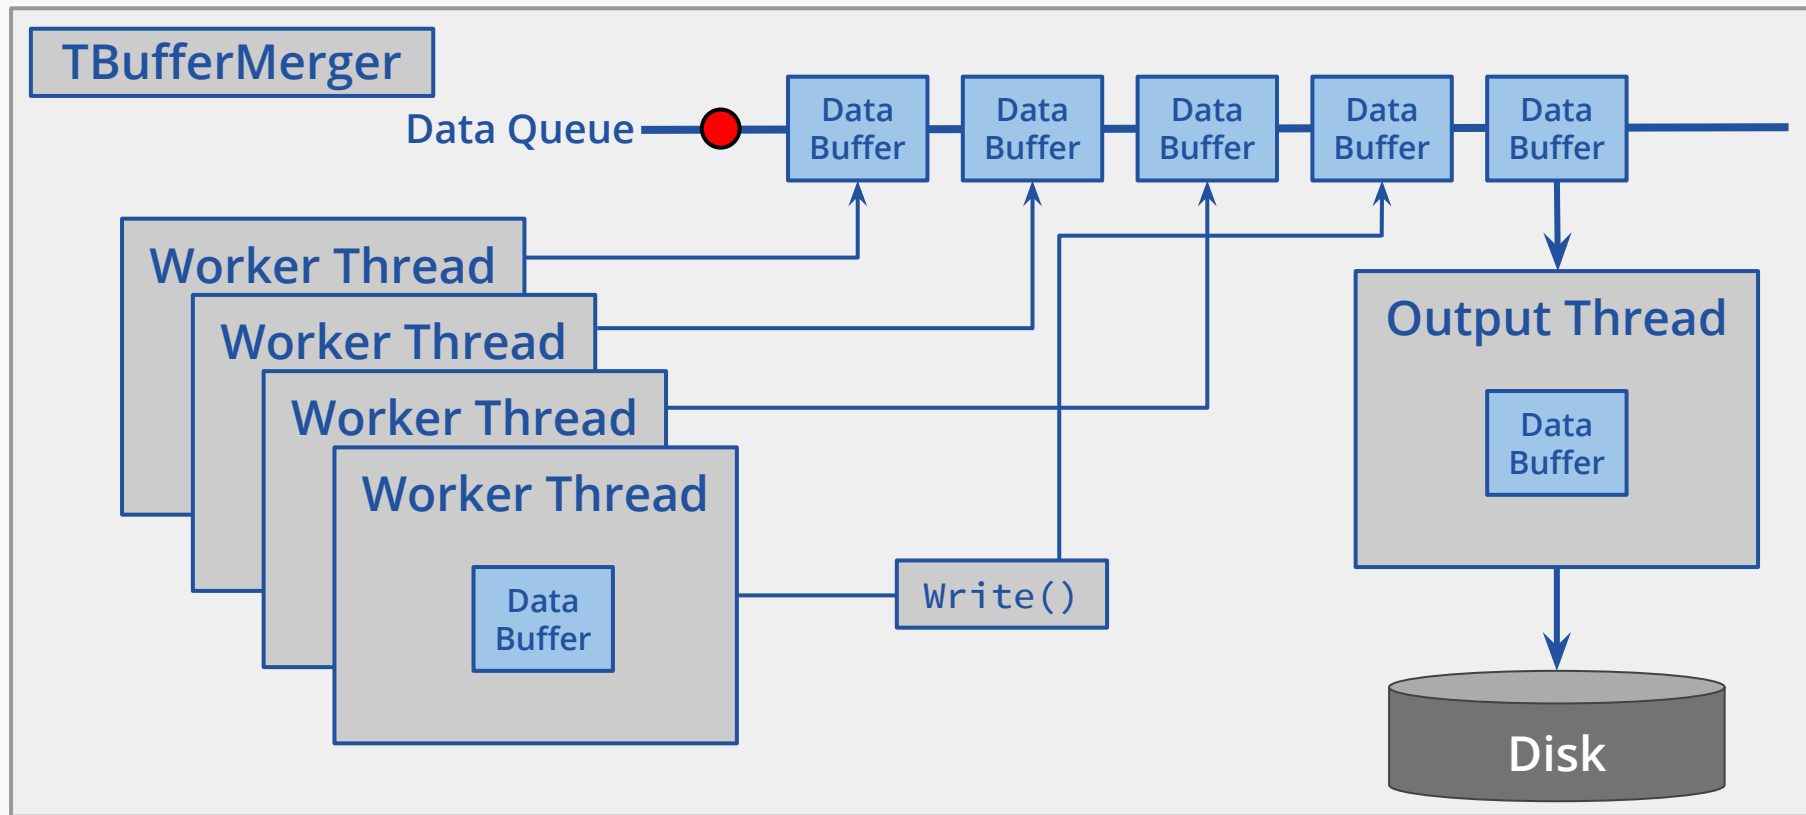 TBufferMerger
Data Queue
Data
Buffer
Data
Buffer
Data
Buffer
Data
Buffer
Data
Buffer
Worker Thread
Worker Thread
Worker Thread
Worker Thread
Data
Buffer
Write()
Output Thread
Data
Buffer
Disk